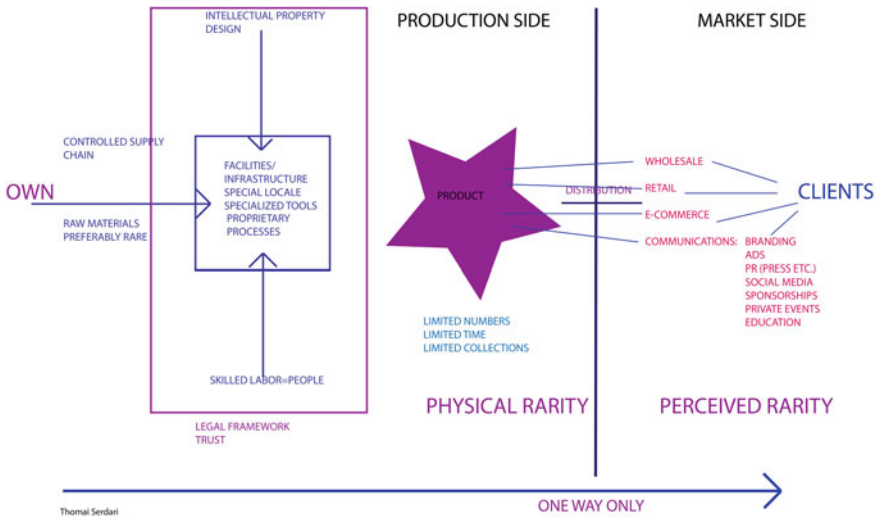 INTELLECTUAL PROPERTY
DESIGN
PRODUCTION SIDE
MARKET SIDE
CONTROLLED SUPPLY
CHAIN
OWN
RAW MATERIALS
PREFERABLY RARE
FACILITIES/
INFRASTRUCTURE
SPECIAL LOCALE
SPECIALIZED TOOLS
PROPRIETARY
PROCESSES
SKILLED LABOR=PEOPLE
LEGAL FRAMEWORK
TRUST
PRODUCT
DISTRIBUTION
LIMITED NUMBERS
LIMITED TIME
LIMITED COLLECTIONS
WHOLESALE
RETAIL
E-COMMERCE
COMMUNICATIONS: BRANDING
ADS
PR (PRESS ETC.)
SOCIAL MEDIA
SPONSORSHIPS
PRIVATE EVENTS
EDUCATION
CLIENTS
PHYSICAL RARITY
PERCEIVED RARITY
ONE WAY ONLY
Thomai Serdari